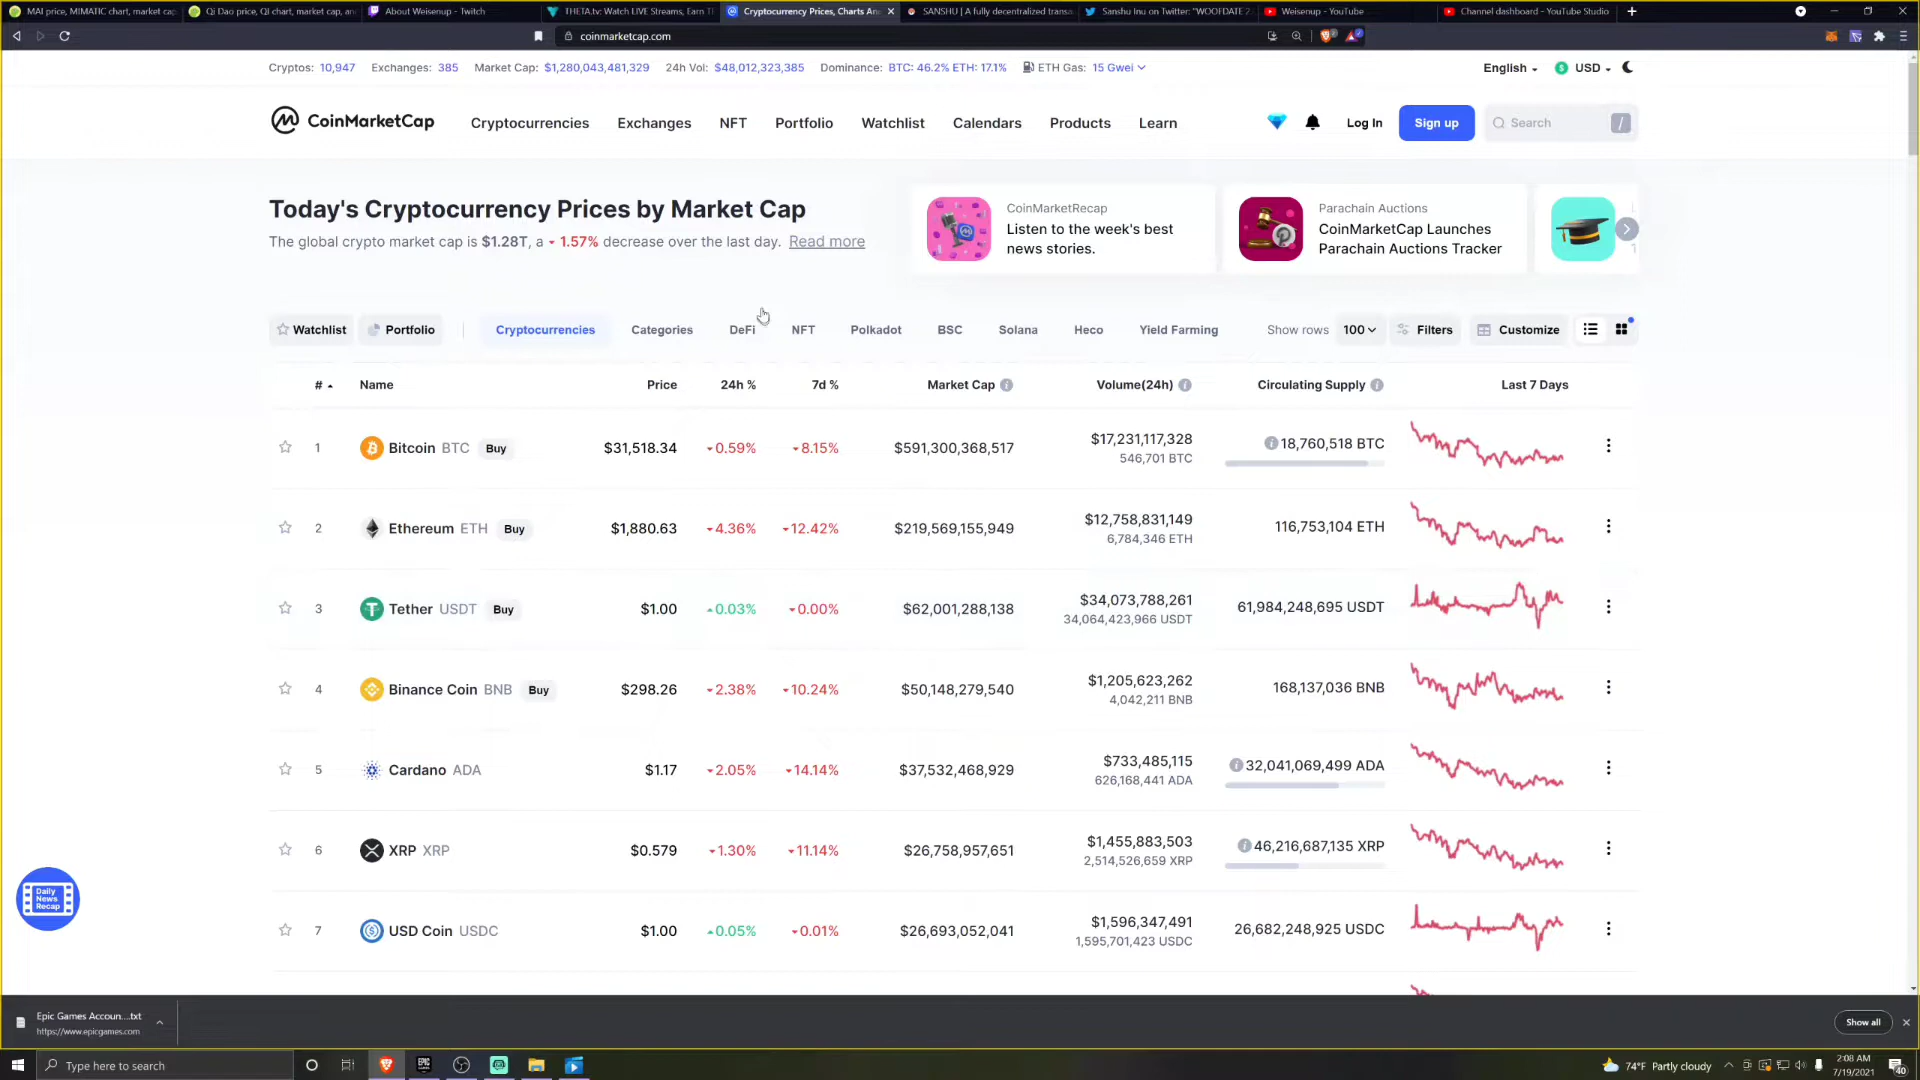 MAI price, MIMATIC chart, market cap
Qi Dao price, QI chart, market cap, an
About Weisenup - Twitch
THETA.tv: Watch LIVE Streams, Earn T
Cryptocurrency Prices, Charts An
SANSHU | A fully decentralized transa
Sanshu Inu on Twitter: "WOOFDATE 2
Weisenup - YouTube
Channel dashboard - YouTube Studio
coinmarketcap.com
Cryptos: 10,947 Exchanges: 385 Market Cap: $1,280,043,481,329 24h Vol: $48,012,323,385 Dominance: BTC: 46.2% ETH: 17.1% ETH Gas: 15 Gwei
English USD
CoinMarketCap
Cryptocurrencies Exchanges NFT Portfolio Watchlist Calendars Products Learn
Log In Sign up Search /
Today's Cryptocurrency Prices by Market Cap
The global crypto market cap is $1.28T, a 1.57% decrease over the last day. Read more
CoinMarketRecap
Listen to the week's best
news stories.
Parachain Auctions
CoinMarketCap Launches
Parachain Auctions Tracker
Watchlist Portfolio Cryptocurrencies Categories DeFi NFT Polkadot BSC Solana Heco Yield Farming Show rows 100 Filters Customize
# Name Price 24h % 7d % Market Cap Volume(24h) Circulating Supply Last 7 Days
1 Bitcoin BTC Buy $31,518.34 0.59% 8.15% $591,300,368,517 $17,231,117,328 18,760,518 BTC
546,701 BTC
2 Ethereum ETH Buy $1,880.63 4.36% 12.42% $219,569,155,949 $12,758,831,149 116,753,104 ETH
6,784,346 ETH
3 Tether USDT Buy $1.00 0.03% 0.00% $62,001,288,138 $34,073,788,261 61,984,248,695 USDT
34,064,423,966 USDT
4 Binance Coin BNB Buy $298.26 2.38% 10.24% $50,148,279,540 $1,205,623,262 168,137,036 BNB
4,042,211 BNB
5 Cardano ADA $1.17 2.05% 14.14% $37,532,468,929 $733,485,115 32,041,069,499 ADA
626,168,441 ADA
6 XRP XRP $0.579 1.30% 11.14% $26,758,957,651 $1,455,883,503 46,216,687,135 XRP
2,514,526,659 XRP
7 USD Coin USDC $1.00 0.05% 0.01% $26,693,052,041 $1,596,347,491 26,682,248,925 USDC
1,595,701,423 USDC
Daily
News
Recap
Epic Games Accoun....txt
https://www.epicgames.com
Show all
Type here to search
EPIC
74°F Partly cloudy
2:08 AM
7/19/2021
40